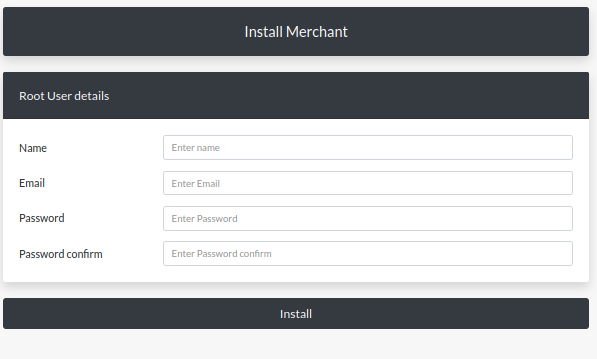 Install Merchant
Root User details
Name
Enter name
Email
Enter Email
Password
Enter Password
Password confirm
Enter Password confirm
Install